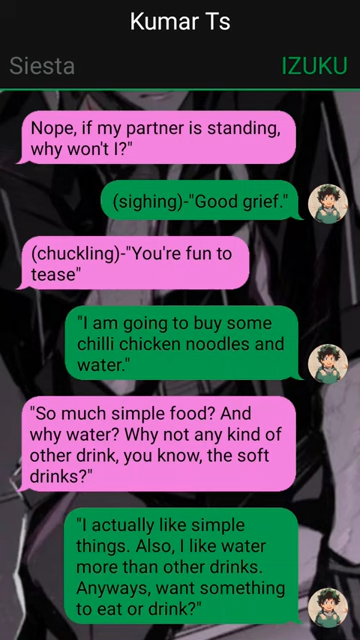 Kumar Ts
Siesta
IZUKU
Nope, if my partner is standing,
why won't I?"
(sighing)-"Good grief."
(chuckling)-"You're fun to
tease"
"I am going to buy some
chilli chicken noodles and
water."
"So much simple food? And
why water? Why not any kind of
other drink, you know, the soft
drinks?"
"I actually like simple
things. Also, I like water
more than other drinks.
Anyways, want something
to eat or drink?"